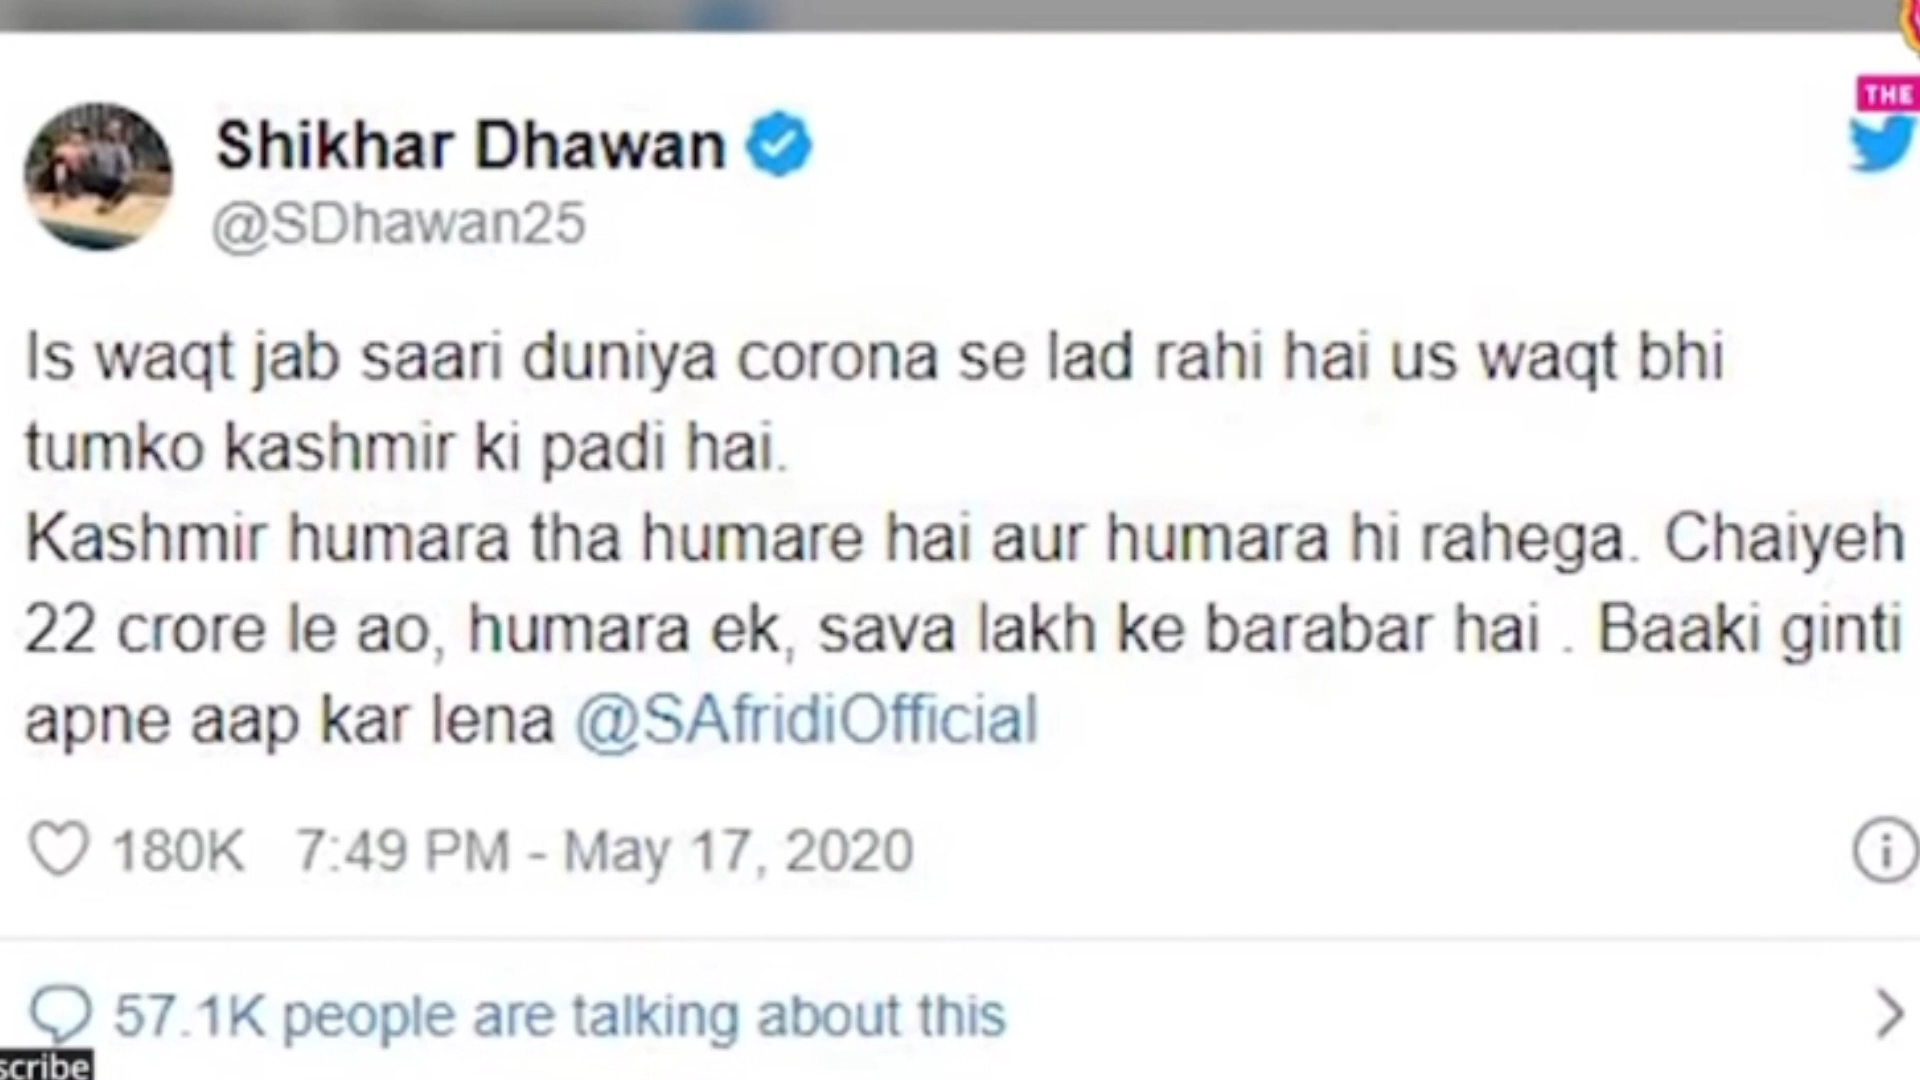 THE
Shikhar Dhawan
@SDhawan25
Is waqt jab saari duniya corona se lad rahi hai us waqt bhi
tumko kashmir ki padi hai.
Kashmir humara tha humare hai aur humara hi rahega. Chaiyeh
22 crore le ao, humara ek, sava lakh ke barabar hai . Baaki ginti
apne aap kar lena @SAfridiOfficial
180K 7:49 PM - May 17, 2020
57.1K people are talking about this
scribe